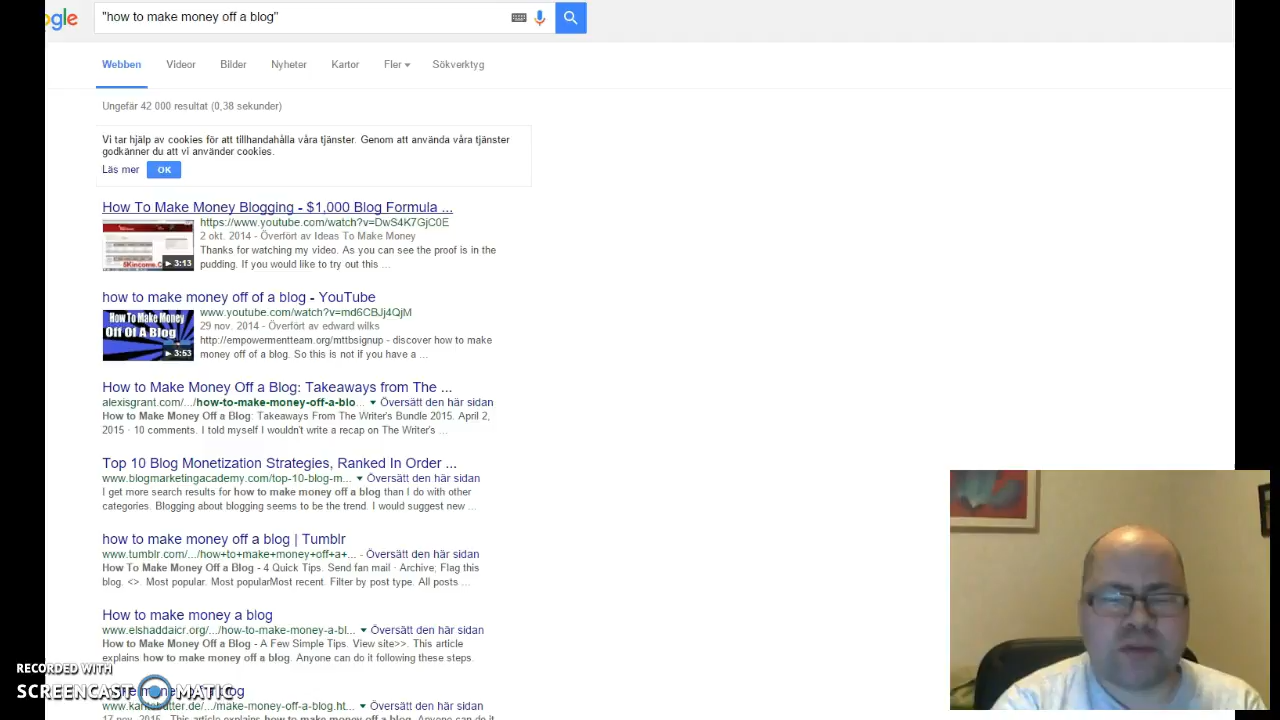 ogle "how to make money off a blog"
Webben Videor Bilder Nyheter Kartor Fler Sökverktyg
Ungefär 42 000 resultat (0,38 sekunder)
Vi tar hjälp av cookies för att tillhandahålla våra tjänster. Genom att använda våra tjänster
godkänner du att vi använder cookies.
Läs mer OK
How To Make Money Blogging - $1,000 Blog Formula ...
https://www.youtube.com/watch?v=DwS4K7GjC0E
2 okt. 2014 - Överfört av Ideas To Make Money
Thanks for watching my video. As you can see the proof is in the
pudding. If you would like to try out this ...
3:13
how to make money off of a blog - YouTube
www.youtube.com/watch?v=md6CBJj4QjM
29 nov. 2014 - Överfört av edward wilks
http://empowermentteam.org/mttbsignup - discover how to make
money off of a blog. So this is not if you have a ...
How To Make Money
Off Of A Blog
3:53
How to Make Money Off a Blog: Takeaways from The ...
alexisgrant.com/.../how-to-make-money-off-a-blo... Översätt den här sidan
How to Make Money Off a Blog: Takeaways From The Writer's Bundle 2015. April 2,
2015 · 10 comments. I told myself I wouldn't write a recap on The Writer's ...
Top 10 Blog Monetization Strategies, Ranked In Order ...
www.blogmarketingacademy.com/top-10-blog-m... Översätt den här sidan
I get more search results for how to make money off a blog than I do with other
categories. Blogging about blogging seems to be the trend. I would suggest new ...
how to make money off a blog | Tumblr
www.tumblr.com/.../how+to+make+money+off+a+... - Översätt den här sidan
How To Make Money Off a Blog - 4 Quick Tips. Send fan mail · Archive; Flag this
blog. <>. Most popular. Most popularMost recent. Filter by post type. All posts ...
How to make money a blog
www.elshaddaicr.org/.../how-to-make-money-a-bl... Översätt den här sidan
How to Make Money Off a Blog - A Few Simple Tips. View site>>. This article
explains how to make money off a blog. Anyone can do it following these steps.
RECORDED WITH
SCREENCAST MATIC
blog
Översätt den här sidan
17 nov. 2015 - This article explains how to make money off a blog. Anyone can do it